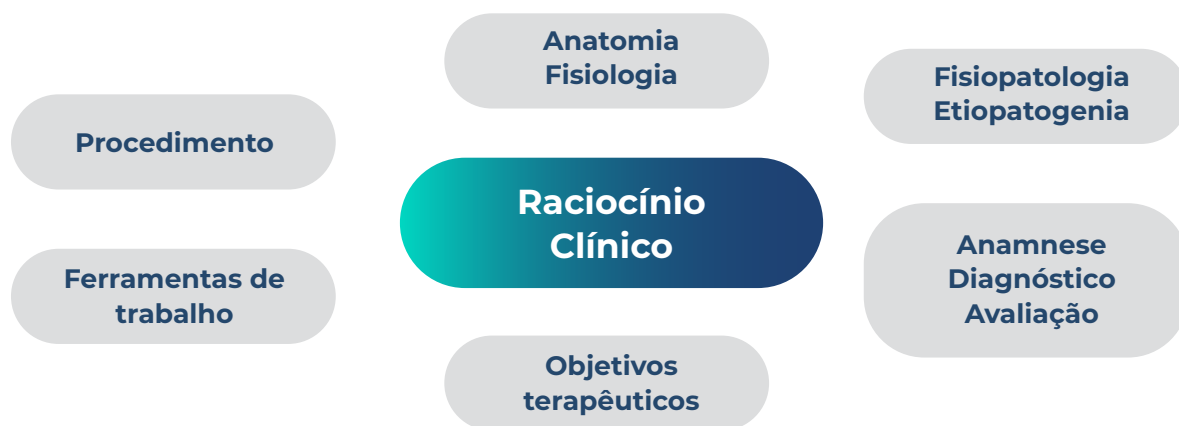 Anatomia
Fisiologia
Fisiopatologia
Etiopatogenia
Procedimento
Raciocínio
Clínico
Anamnese
Diagnóstico
Avaliação
Ferramentas de
trabalho
Objetivos
terapêuticos